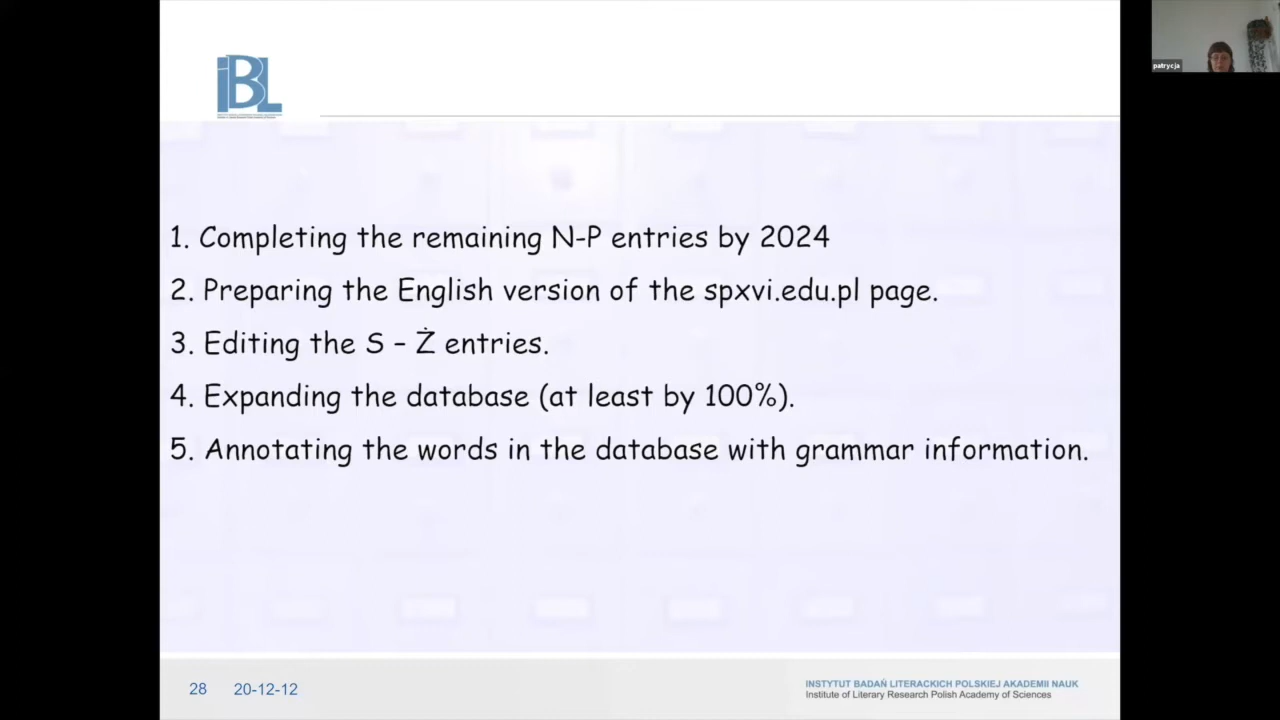 patrycja
iBL
1. Completing the remaining N-P entries by 2024
2. Preparing the English version of the spxvi.edu.pl page.
3. Editing the S – Ż entries.
4. Expanding the database (at least by 100%).
5. Annotating the words in the database with grammar information.
28 20-12-12
INSTYTUT BADAŃ LITERACKICH POLSKIEJ AKADEMII NAUK
Institute of Literary Research Polish Academy of Sciences